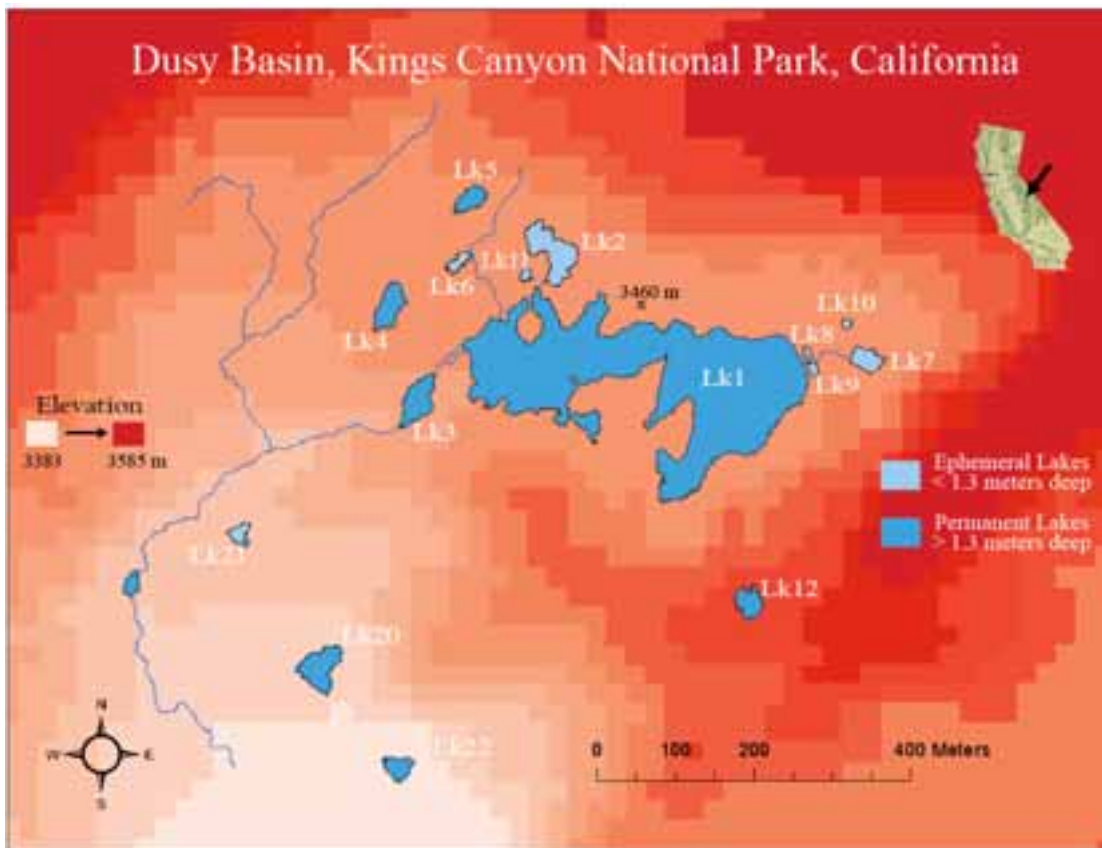 Dusy Basin, Kings Canyon National Park, California
Lk5
Lk2
Lk11
Lk6
3460 m
Lk10
Lk4
Lk8
Lk7
Lk1
Lk9
Elevation
Lk3
3383
3585 m
Ephemeral Lakes
< 1.3 meters deep
Permanent Lakes
> 1.3 meters deep
Lk12
Lk20
N
W
E
S
Lk22
0
100
200
400 Meters